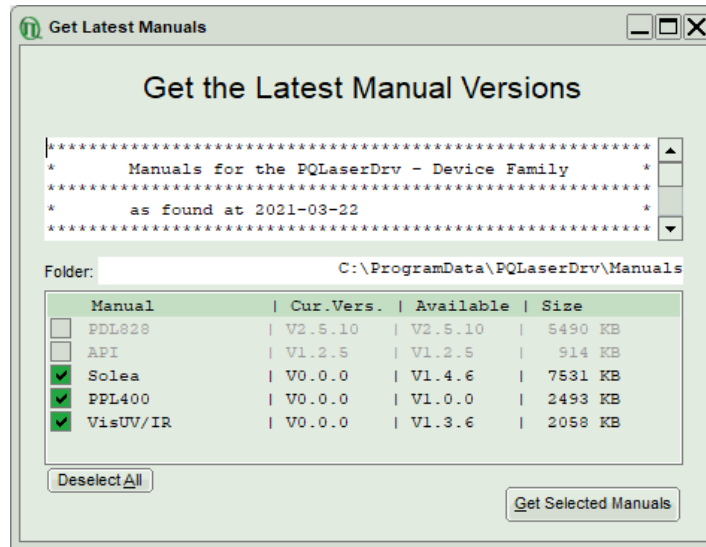 Get Latest Manuals
Get the Latest Manual Versions
************************************************************
* Manuals for the PQLaserDrv - Device Family *
************************************************************
* as found at 2021-03-22 *
************************************************************
Folder: C:\ProgramData\PQLaserDrv\Manuals
Manual | Cur.Vers. | Available | Size
PDL828 | V2.5.10 | V2.5.10 | 5490 KB
API | V1.2.5 | V1.2.5 | 914 KB
Solea | V0.0.0 | V1.4.6 | 7531 KB
PPL400 | V0.0.0 | V1.0.0 | 2493 KB
VisUV/IR | V0.0.0 | V1.3.6 | 2058 KB
Deselect All
Get Selected Manuals